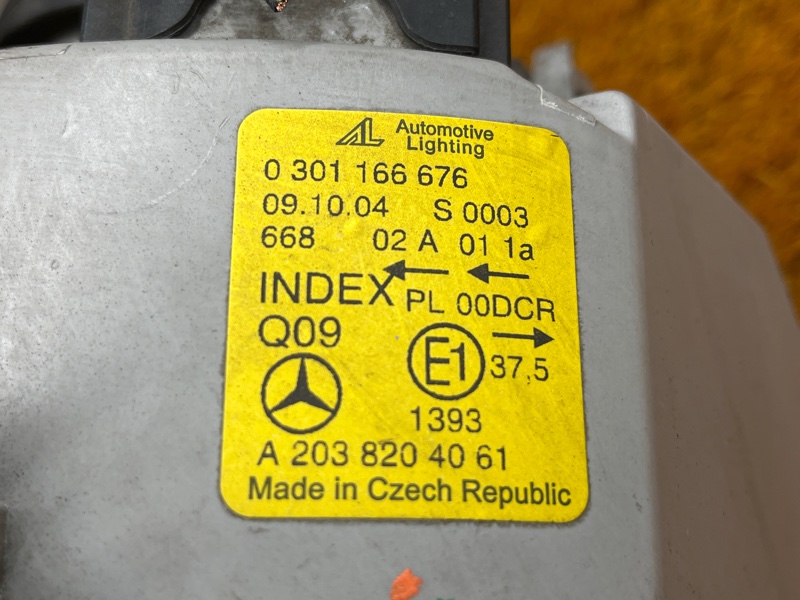 AL Automotive
Lighting
0 301 166 676
09.10.04 S 0003
668 02 A 01 1a
INDEX PL 00DCR
Q09
E1 37,5
1393
A 203 820 40 61
Made in Czech Republic